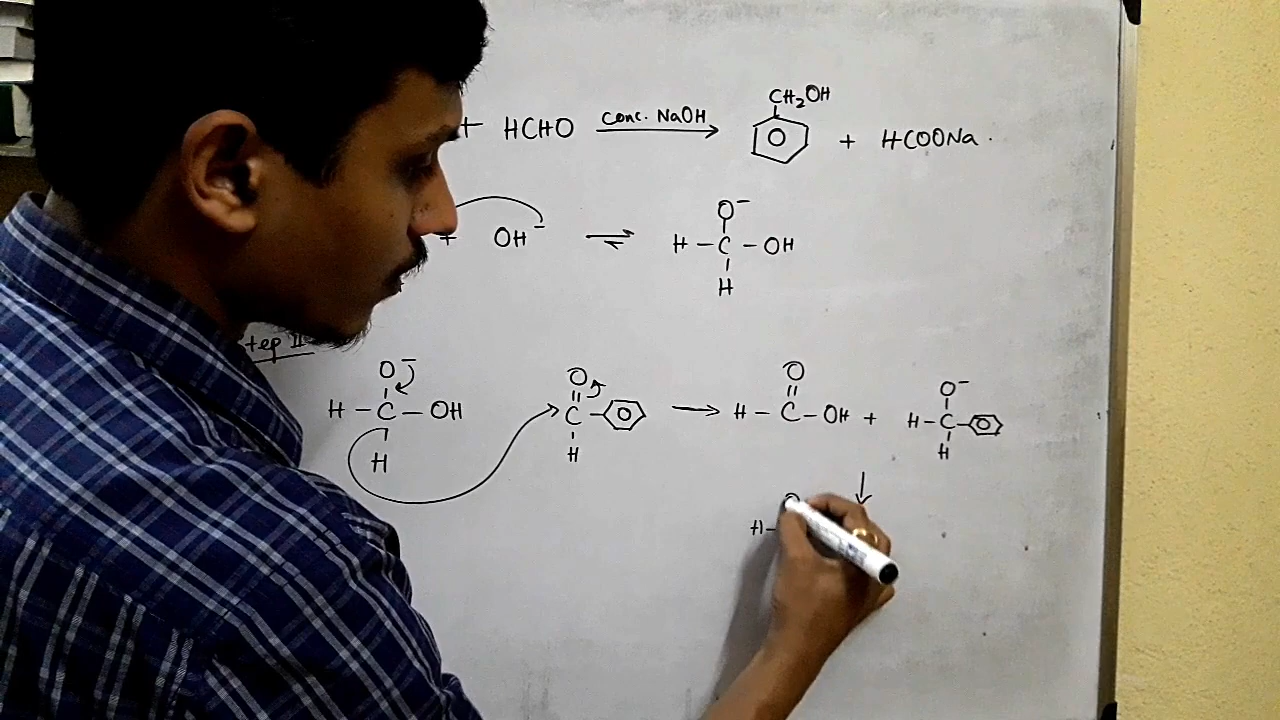 CH₂OH
+ HCHO conc. NaOH → + HCOONa.
O⁻
+ OH⁻ ⇌ H – C – OH
H
tep II
O⁻ O O O⁻
H – C – OH C → H – C – OH + H – C
H H H
↓
H –